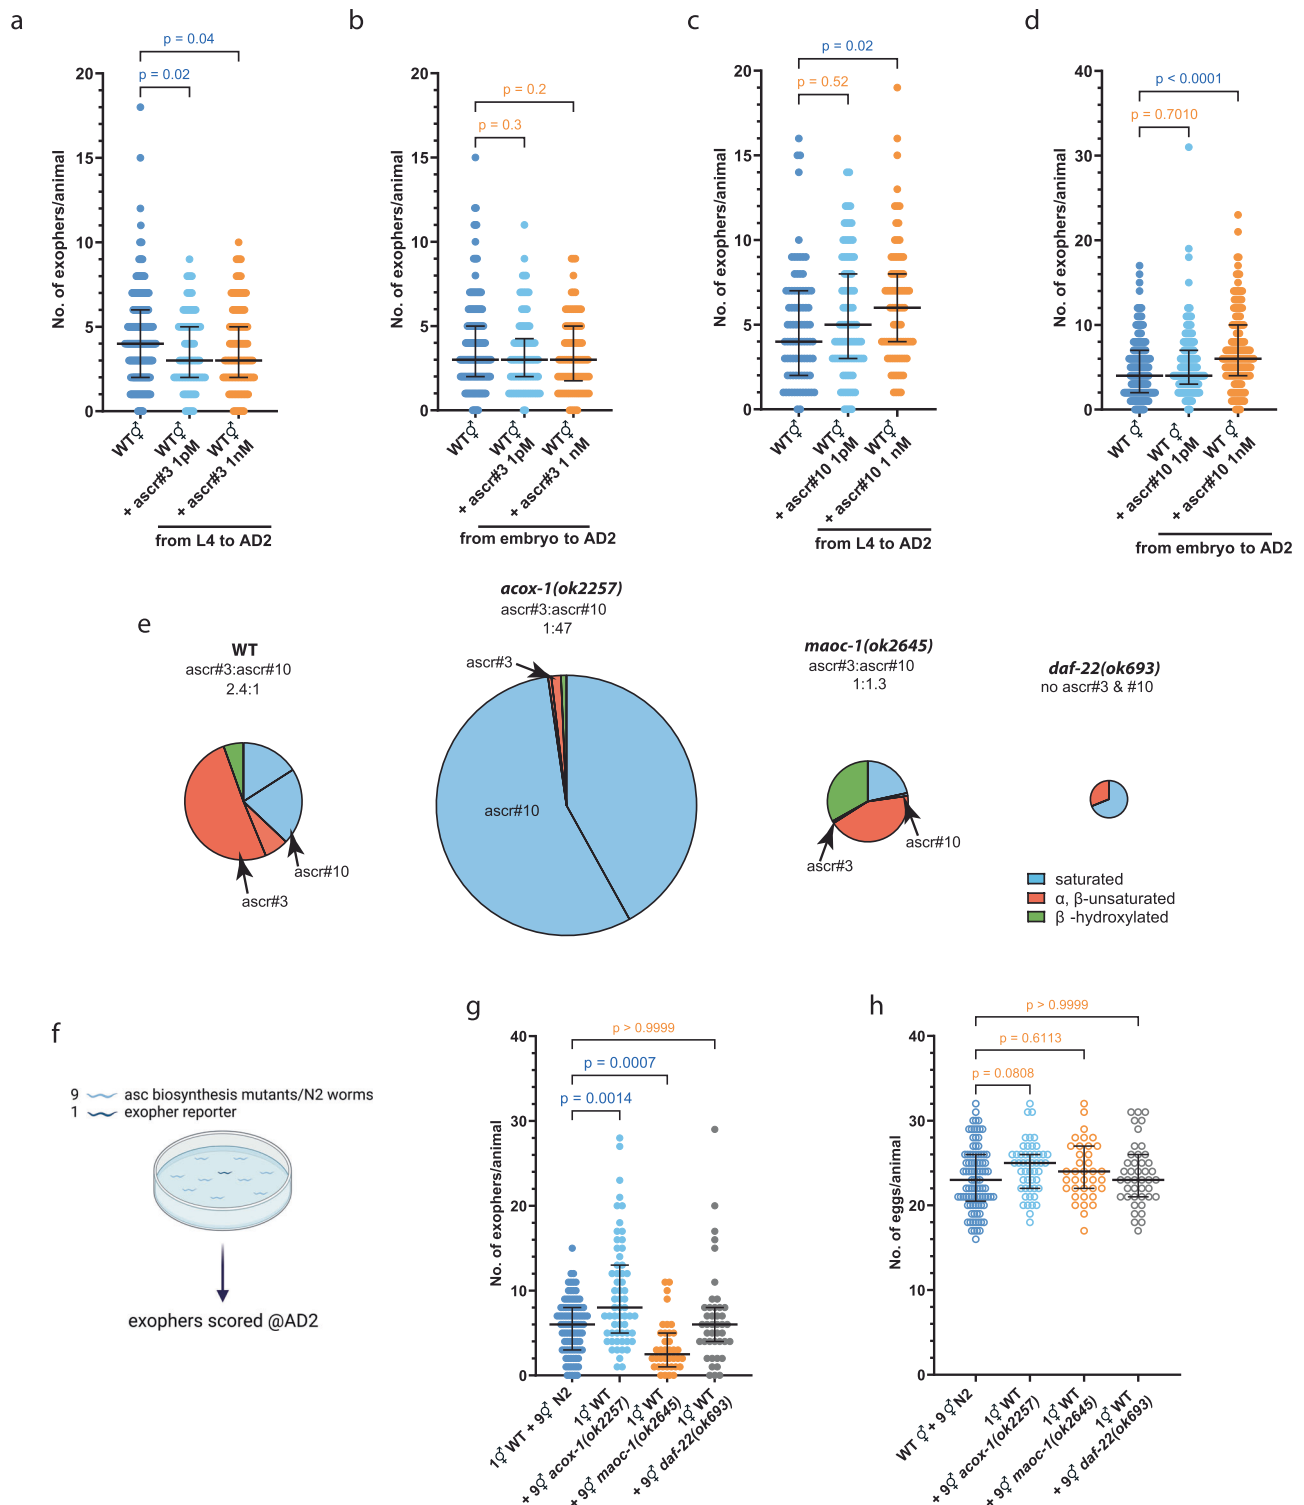 a
b
c
d
p = 0.04
p = 0.02
20
15
10
5
0
No. of exophers/animal
WT⚥
WT⚥
+ ascr#3 1pM
WT⚥
+ ascr#3 1nM
from L4 to AD2
p = 0.2
p = 0.3
20
15
10
5
0
No. of exophers/animal
WT⚥
WT⚥
+ ascr#3 1pM
WT⚥
+ ascr#3 1 nM
from embryo to AD2
p = 0.02
p = 0.52
20
15
10
5
0
No. of exophers/animal
WT⚥
WT⚥
+ ascr#10 1pM
WT⚥
+ ascr#10 1 nM
from L4 to AD2
p < 0.0001
p = 0.7010
40
30
20
10
0
No. of exophers/animal
WT ⚥
WT ⚥
+ ascr#10 1pM
WT ⚥
+ ascr#10 1nM
from embryo to AD2
e
WT
ascr#3:ascr#10
2.4:1
ascr#10
ascr#3
acox-1(ok2257)
ascr#3:ascr#10
1:47
ascr#3
ascr#10
maoc-1(ok2645)
ascr#3:ascr#10
1:1.3
ascr#10
ascr#3
daf-22(ok693)
no ascr#3 & #10
saturated
α, β-unsaturated
β -hydroxylated
f
9 asc biosynthesis mutants/N2 worms
1 exopher reporter
exophers scored @AD2
g
p > 0.9999
p = 0.0007
p = 0.0014
40
30
20
10
0
No. of exophers/animal
1⚥ WT + 9⚥ N2
1⚥ WT
+ 9⚥ acox-1(ok2257)
1⚥ WT
+ 9⚥ maoc-1(ok2645)
1⚥ WT
+ 9⚥ daf-22(ok693)
h
p > 0.9999
p = 0.6113
p = 0.0808
40
30
20
10
0
No. of eggs/animal
WT ⚥ + 9⚥ N2
1⚥ WT
+ 9⚥ acox-1(ok2257)
1⚥ WT
+ 9⚥ maoc-1(ok2645)
1⚥ WT
+ 9⚥ daf-22(ok693)